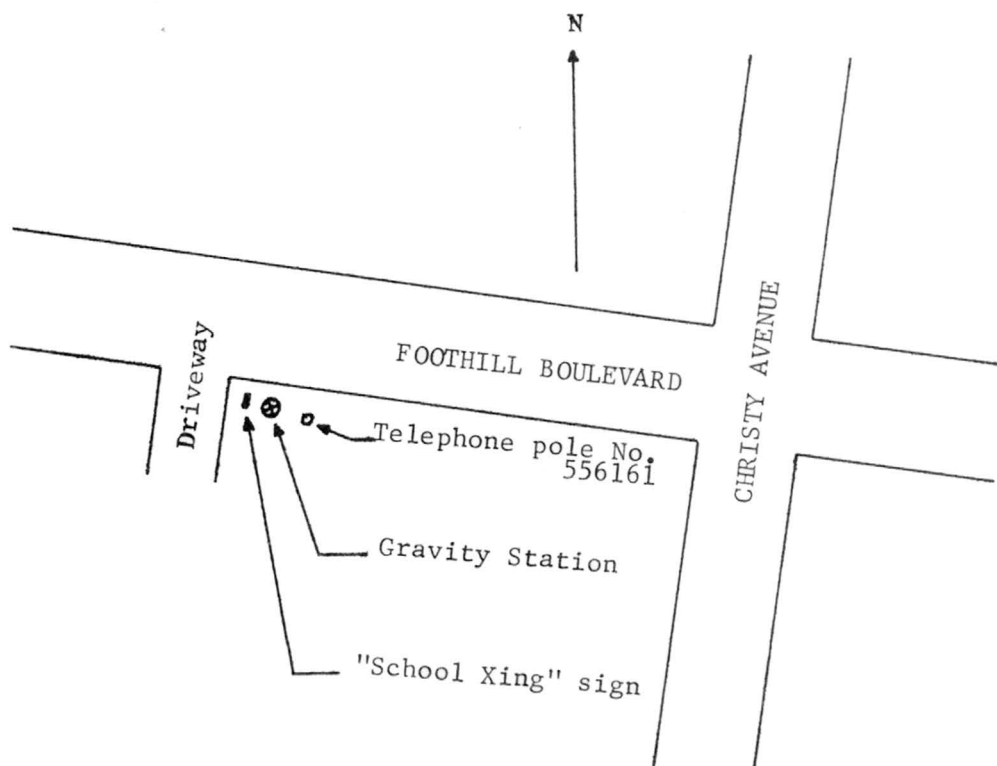 N
FOOTHILL BOULEVARD
CHRISTY AVENUE
Driveway
Telephone pole No.
556161
Gravity Station
"School Xing" sign